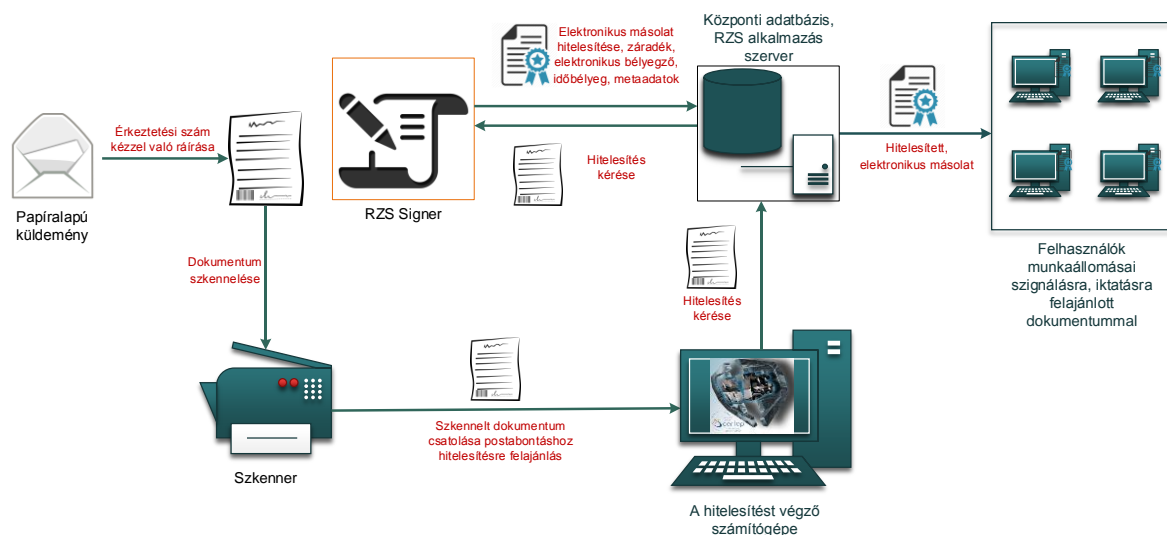 Papíralapú
küldemény
Érkeztetési szám
kézzel való ráírása
Dokumentum
szkennelése
Szkenner
Szkennelt dokumentum
csatolása postabontáshoz
hitelesítésre felajánlás
A hitelesítést végző
számítógépe
Hitelesítés
kérése
RZS Signer
Elektronikus másolat
hitelesítése, záradék,
elektronikus bélyegző,
időbélyeg, metaadatok
Hitelesítés
kérése
Központi adatbázis,
RZS alkalmazás
szerver
Hitelesített,
elektronikus másolat
Felhasználók
munkaállomásai
szignálásra, iktatásra
felajánlott
dokumentummal